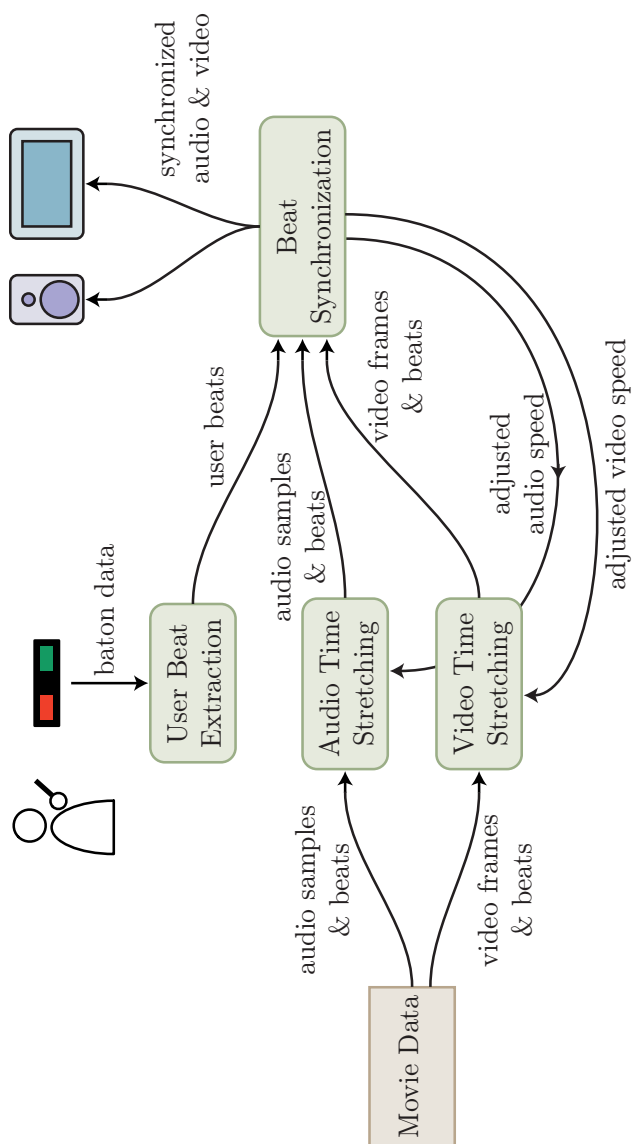 synchronized
audio & video
baton data
User Beat
Extraction
user beats
Beat
Synchronization
audio samples
& beats
Audio Time
Stretching
audio samples
& beats
video frames
& beats
Movie Data
video frames
& beats
Video Time
Stretching
adjusted
audio speed
adjusted video speed